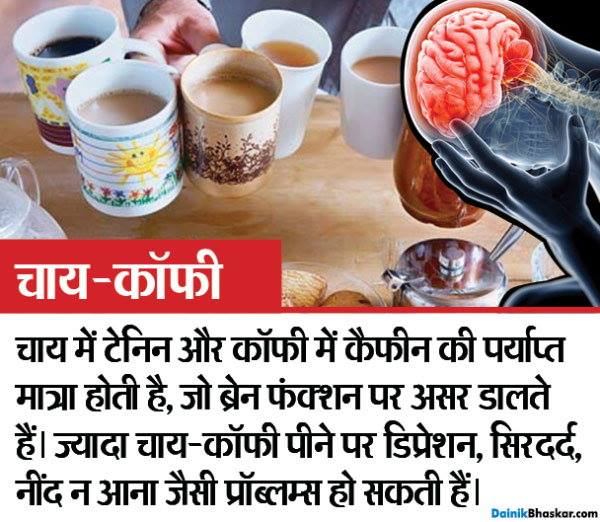 चाय-कॉफी
चाय में टेनिन और कॉफी में कैफीन की पर्याप्त
मात्रा होती है, जो ब्रेन फंक्शन पर असर डालते
हैं। ज्यादा चाय-कॉफी पीने पर डिप्रेशन, सिरदर्द,
नींद न आना जैसी प्रॉब्लम्स हो सकती हैं।
DainikBhaskar.com